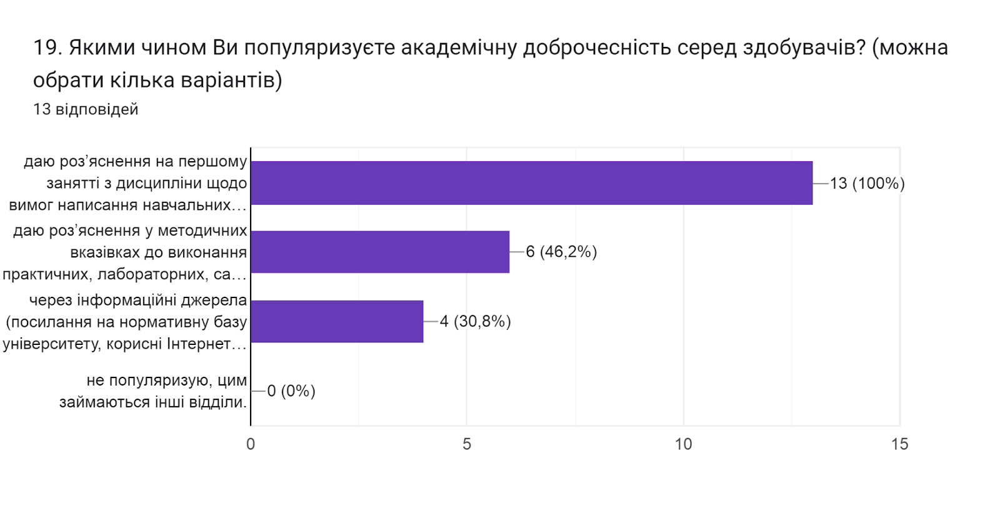 19. Якими чином Ви популяризуєте академічну доброчесність серед здобувачів? (можна
обрати кілька варіантів)
13 відповідей
даю роз’яснення на першому
занятті з дисципліни щодо
вимог написання навчальних…
13 (100%)
даю роз’яснення у методичних
вказівках до виконання
практичних, лабораторних, са…
6 (46,2%)
через інформаційні джерела
(посилання на нормативну базу
університету, корисні Інтернет…
4 (30,8%)
не популяризую, цим
займаються інші відділи.
0 (0%)
0 5 10 15